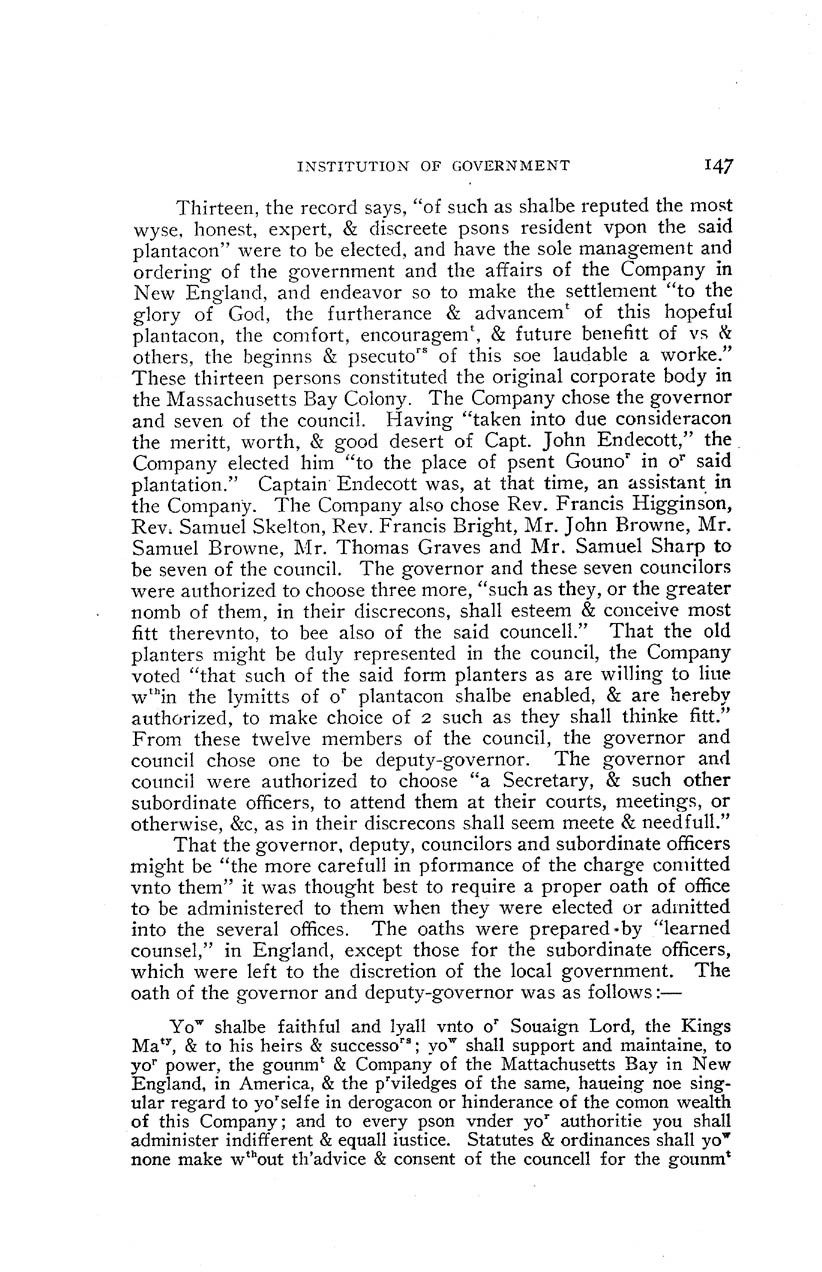 INSTITUTION OF GOVERNMENT 147
Thirteen, the record says, “of such as shalbe reputed the most
wyse, honest, expert, & discreete psons resident vpon the said
plantacon” were to be elected, and have the sole management and
ordering of the government and the affairs of the Company in
New England, and endeavor so to make the settlement “to the
glory of God, the furtherance & advancemᵗ of this hopeful
plantacon, the comfort, encouragemᵗ, & future benefitt of vs &
others, the beginns & psecutoʳˢ of this soe laudable a worke.”
These thirteen persons constituted the original corporate body in
the Massachusetts Bay Colony. The Company chose the governor
and seven of the council. Having “taken into due consideracon
the meritt, worth, & good desert of Capt. John Endecott,” the
Company elected him “to the place of psent Gounoʳ in oʳ said
plantation.” Captain Endecott was, at that time, an assistant in
the Company. The Company also chose Rev. Francis Higginson,
Rev. Samuel Skelton, Rev. Francis Bright, Mr. John Browne, Mr.
Samuel Browne, Mr. Thomas Graves and Mr. Samuel Sharp to
be seven of the council. The governor and these seven councilors
were authorized to choose three more, “such as they, or the greater
nomb of them, in their discrecons, shall esteem & conceive most
fitt therevnto, to bee also of the said councell.” That the old
planters might be duly represented in the council, the Company
voted “that such of the said form planters as are willing to liue
wᵗʰin the lymitts of oʳ plantacon shalbe enabled, & are hereby
authorized, to make choice of 2 such as they shall thinke fitt.”
From these twelve members of the council, the governor and
council chose one to be deputy-governor. The governor and
council were authorized to choose “a Secretary, & such other
subordinate officers, to attend them at their courts, meetings, or
otherwise, &c, as in their discrecons shall seem meete & needfull.”
That the governor, deputy, councilors and subordinate officers
might be “the more carefull in pformance of the charge comitted
vnto them” it was thought best to require a proper oath of office
to be administered to them when they were elected or admitted
into the several offices. The oaths were prepared by “learned
counsel,” in England, except those for the subordinate officers,
which were left to the discretion of the local government. The
oath of the governor and deputy-governor was as follows:—
Yoʷ shalbe faithful and lyall vnto oʳ Souaign Lord, the Kings
Maᵗʸ, & to his heirs & successoʳˢ; yoʷ shall support and maintaine, to
yoʳ power, the gounmᵗ & Company of the Mattachusetts Bay in New
England, in America, & the pʳviledges of the same, haueing noe sing-
ular regard to yoʳselfe in derogacon or hinderance of the comon wealth
of this Company; and to every pson vnder yoʳ authoritie you shall
administer indifferent & equall iustice. Statutes & ordinances shall yoʷ
none make wᵗʰout th'advice & consent of the councell for the gounmᵗ